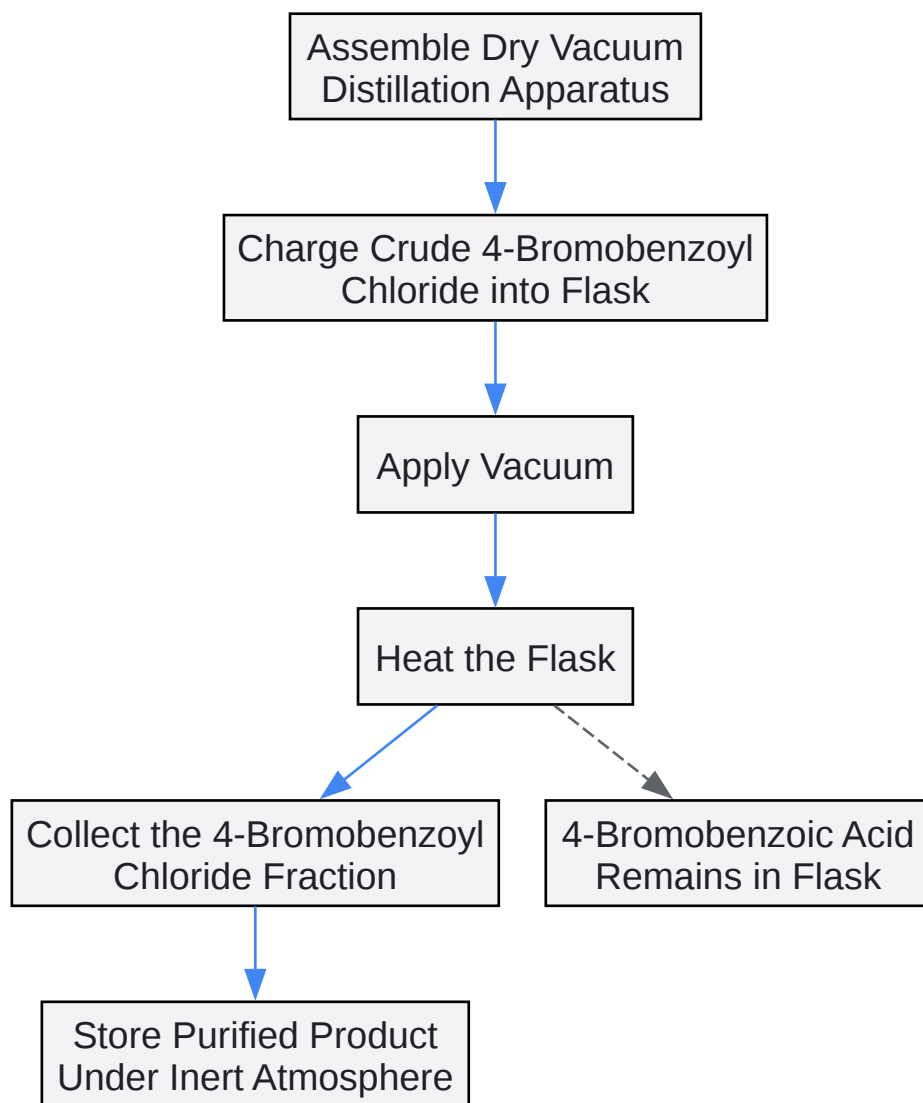 Assemble Dry Vacuum
Distillation Apparatus
Charge Crude 4-Bromobenzoyl
Chloride into Flask
Apply Vacuum
Heat the Flask
Collect the 4-Bromobenzoyl
Chloride Fraction
4-Bromobenzoic Acid
Remains in Flask
Store Purified Product
Under Inert Atmosphere